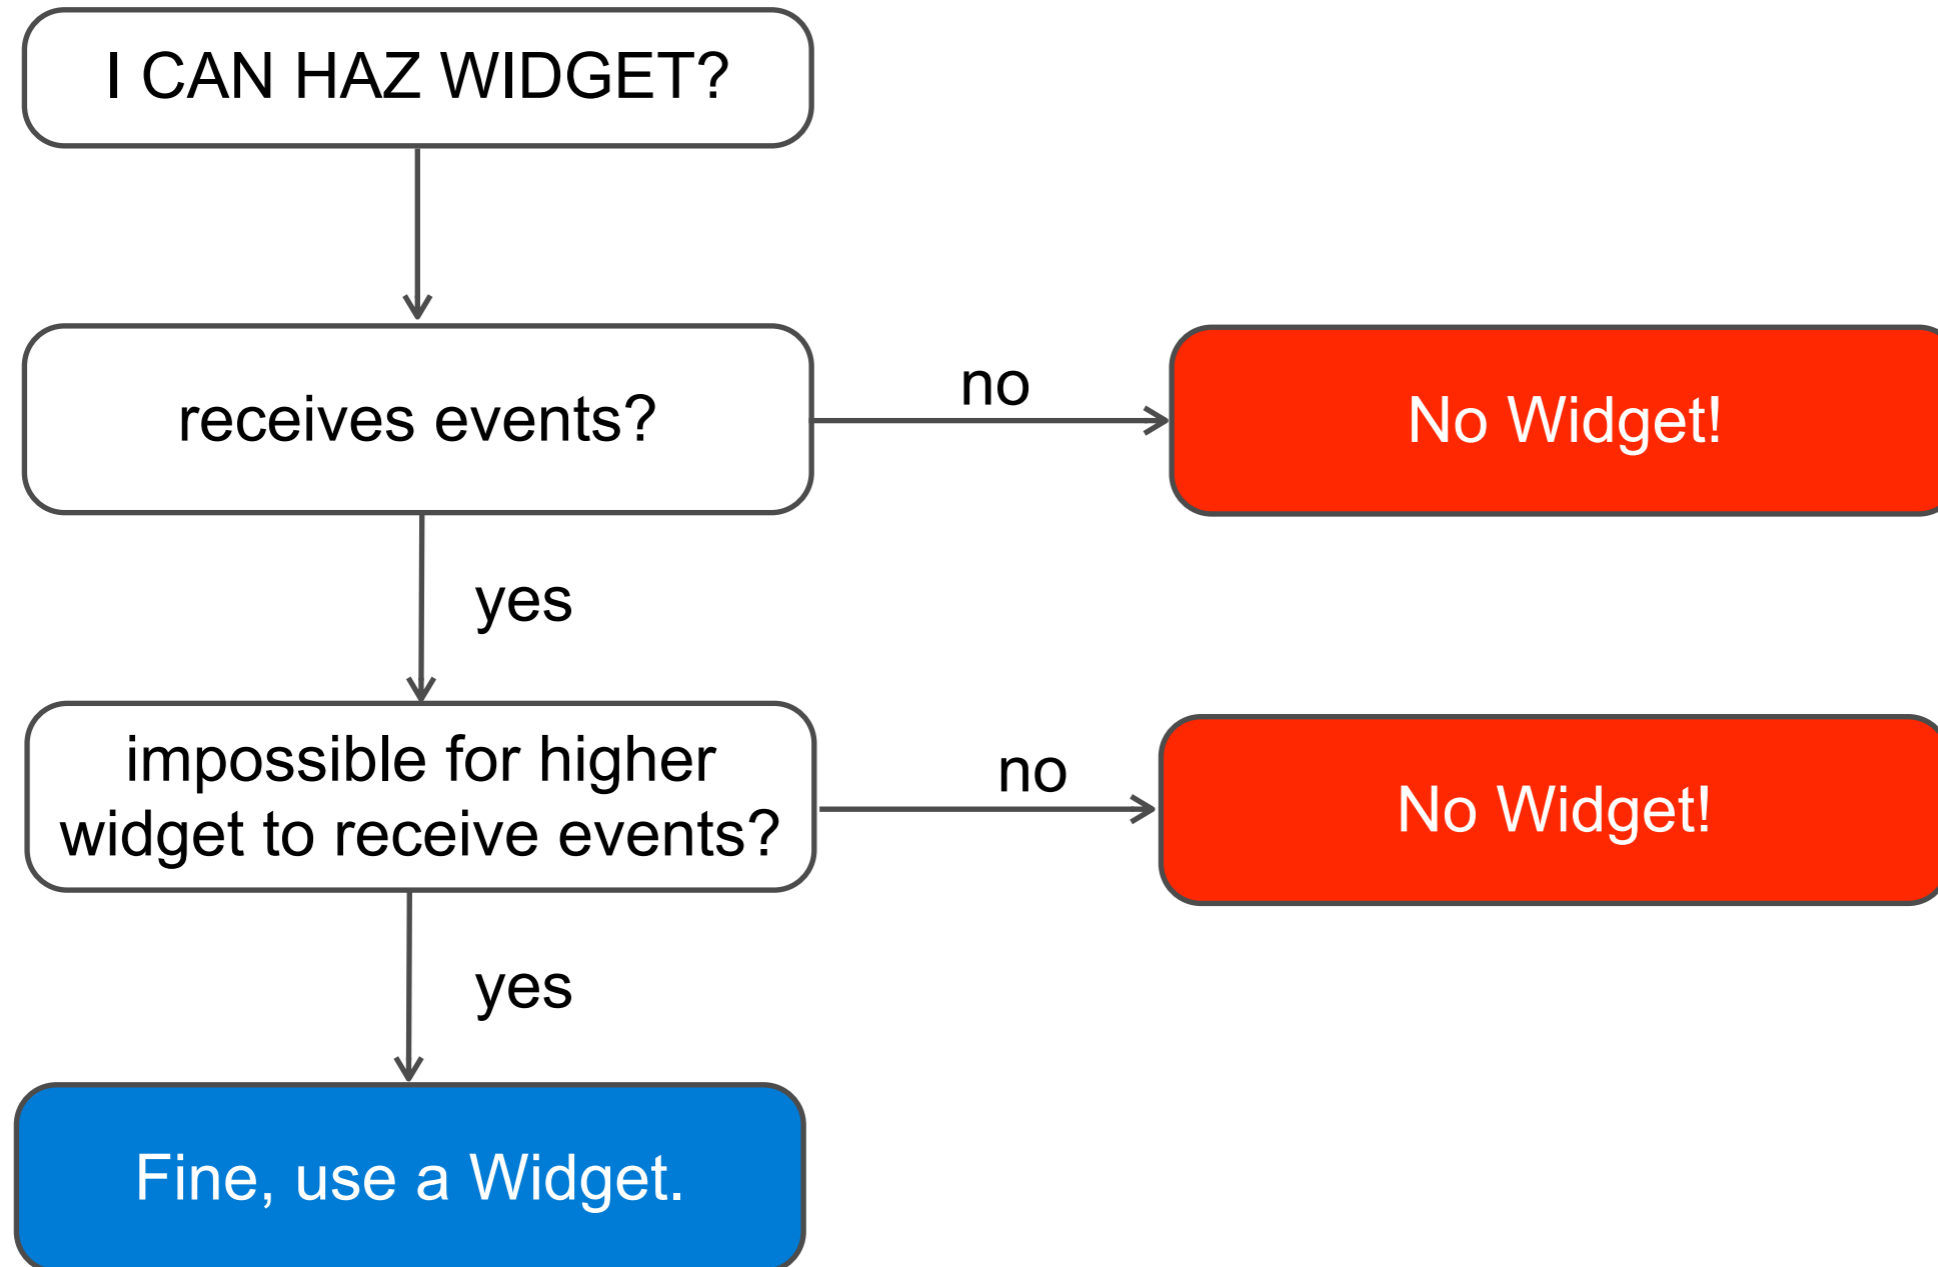 I CAN HAZ WIDGET?
receives events?
no
No Widget!
yes
impossible for higher
widget to receive events?
no
No Widget!
yes
Fine, use a Widget.